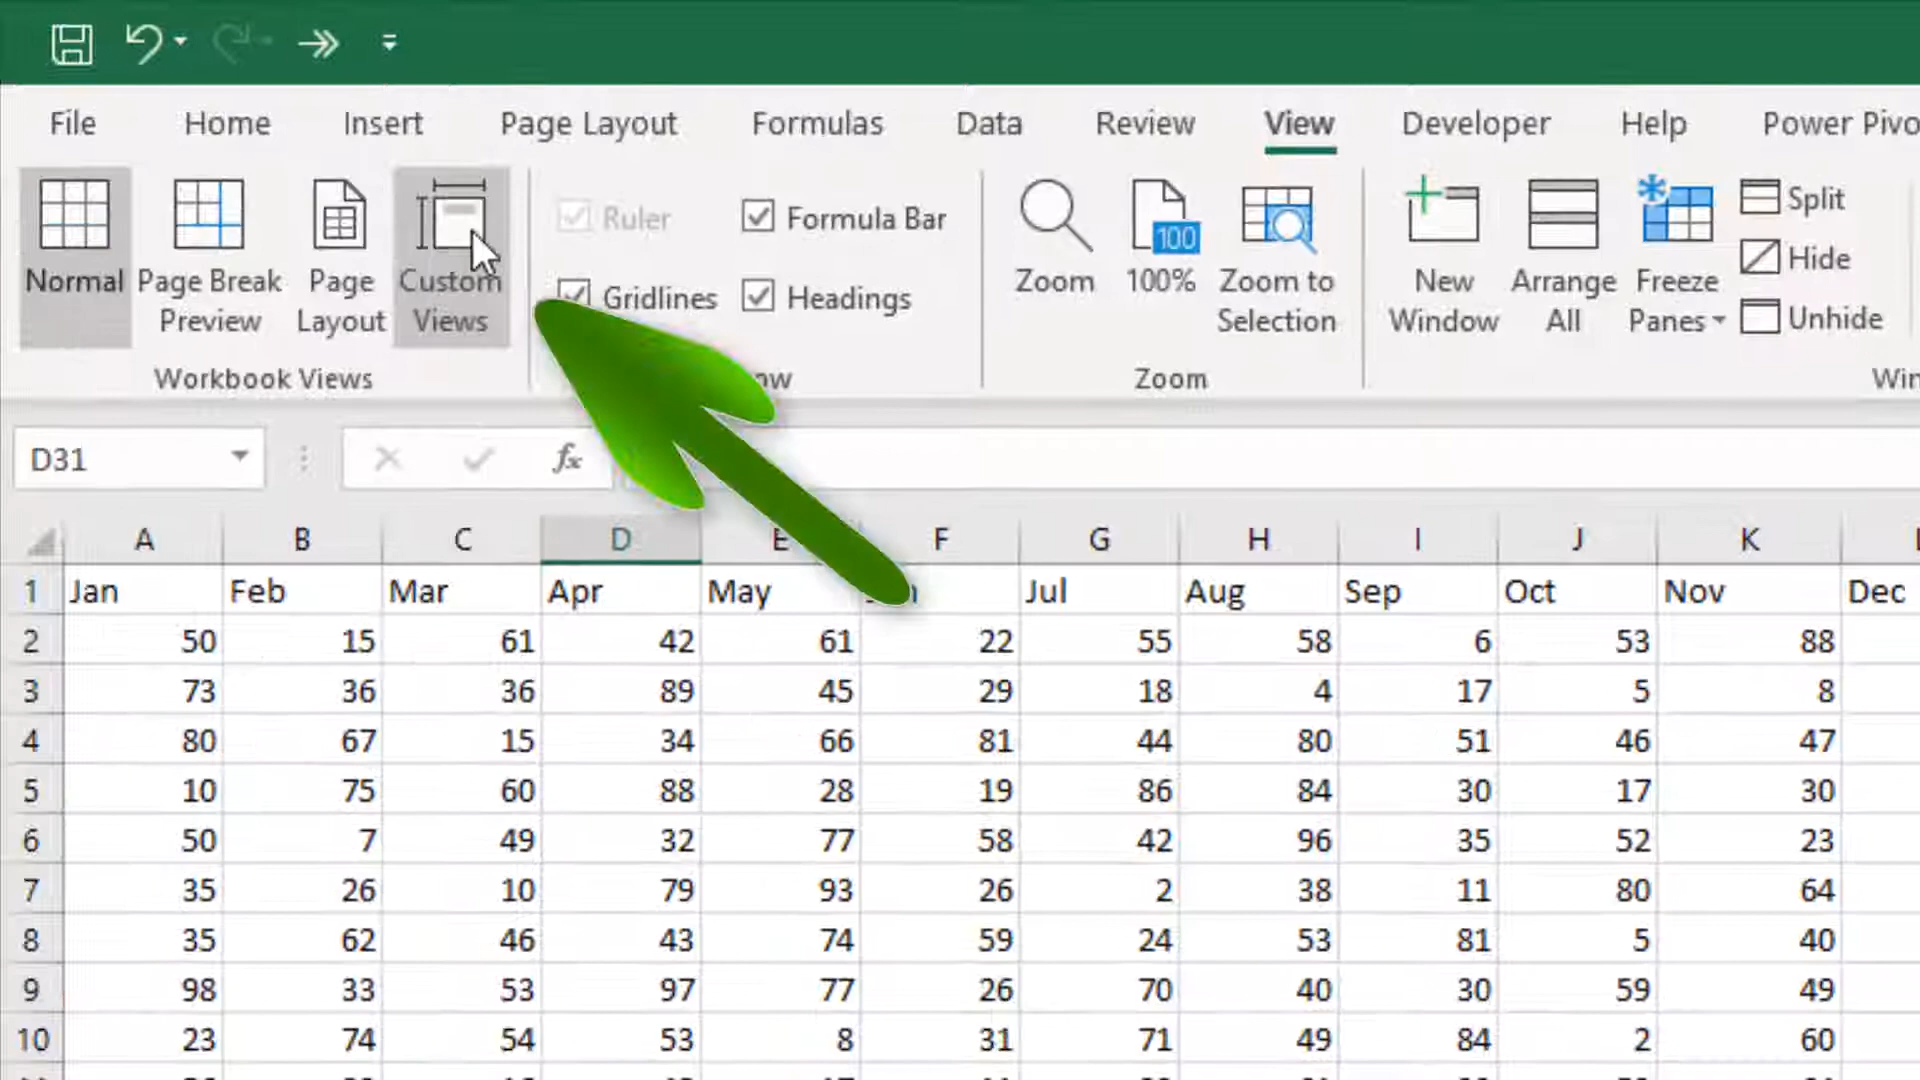 File Home Insert Page Layout Formulas Data Review View Developer Help
Normal
Page Break Preview
Page Layout
Custom Views
Workbook Views
Ruler
Formula Bar
Gridlines
Headings
Zoom
100
100%
Zoom to Selection
Zoom
New Window
Arrange All
Freeze Panes
Split
Hide
Unhide
D31 fx
A B C D E F G H I J K
1 Jan Feb Mar Apr May Jul Aug Sep Oct Nov Dec
2 50 15 61 42 61 22 55 58 6 53 88
3 73 36 36 89 45 29 18 4 17 5 8
4 80 67 15 34 66 81 44 80 51 46 47
5 10 75 60 88 28 19 86 84 30 17 30
6 50 7 49 32 77 58 42 96 35 52 23
7 35 26 10 79 93 26 2 38 11 80 64
8 35 62 46 43 74 59 24 53 81 5 40
9 98 33 53 97 77 26 70 40 30 59 49
10 23 74 54 53 8 31 71 49 84 2 60